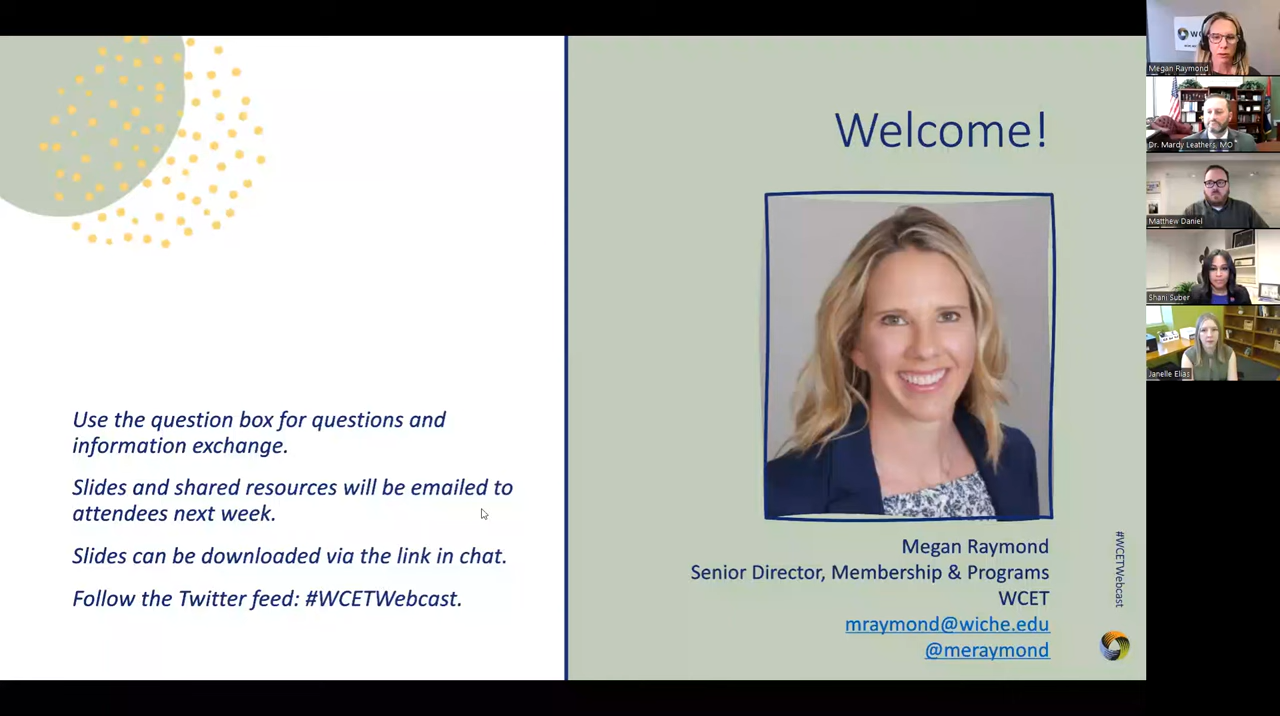 Welcome!
Use the question box for questions and
information exchange.
Slides and shared resources will be emailed to
attendees next week.
Slides can be downloaded via the link in chat.
Follow the Twitter feed: #WCETWebcast.
Megan Raymond
Senior Director, Membership & Programs
WCET
mraymond@wiche.edu
@meraymond
#WCETWebcast
Megan Raymond
Dr. Mardy Leathers, MO
Matthew Daniel
Shani Suber
Janelle Elias